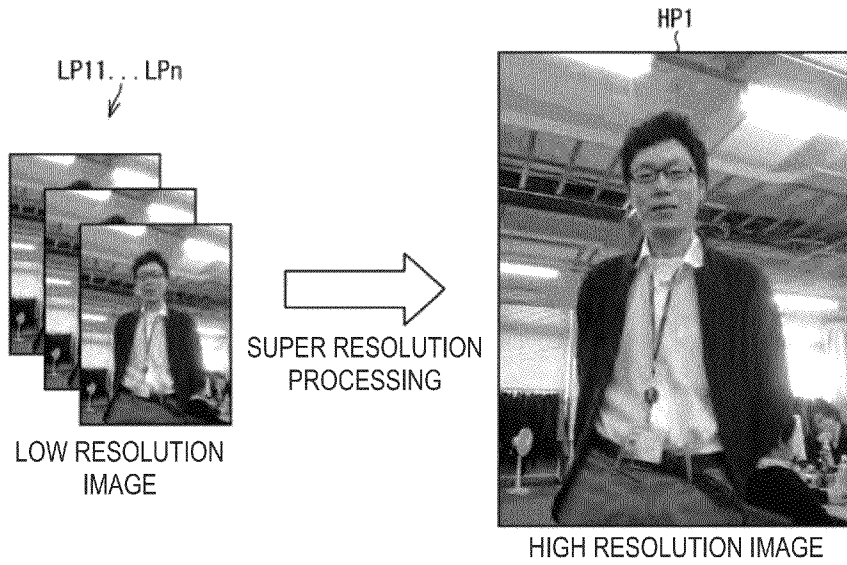 LP11...LPn
LOW RESOLUTION
IMAGE
SUPER RESOLUTION
PROCESSING
HP1
HIGH RESOLUTION IMAGE